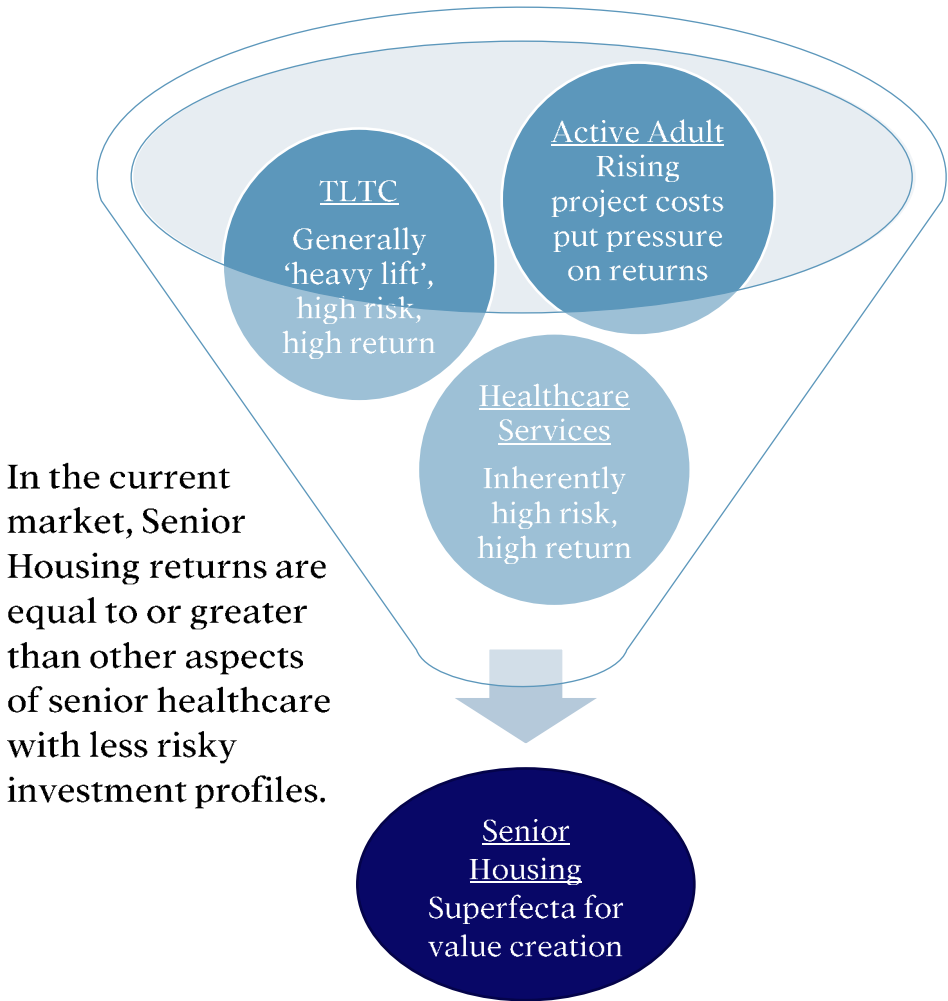 Active Adult
Rising
project costs
put pressure
on returns
TLTC
Generally
‘heavy lift’,
high risk,
high return
Healthcare
Services
Inherently
high risk,
high return
In the current
market, Senior
Housing returns are
equal to or greater
than other aspects
of senior healthcare
with less risky
investment profiles.
Senior
Housing
Superfecta for
value creation